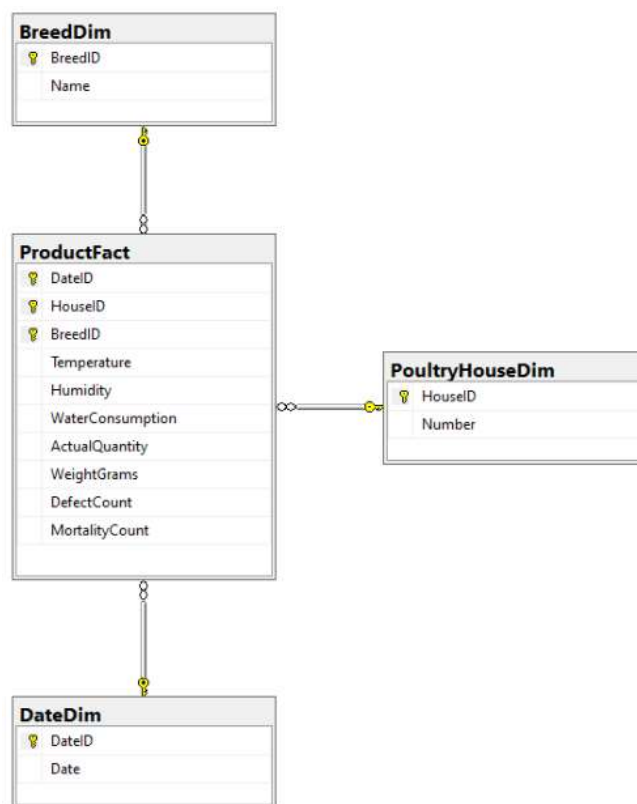 BreedDim
BreedID
Name
ProductFact
DateID
HouseID
BreedID
Temperature
Humidity
WaterConsumption
ActualQuantity
WeightGrams
DefectCount
MortalityCount
PoultryHouseDim
HouseID
Number
DateDim
DateID
Date